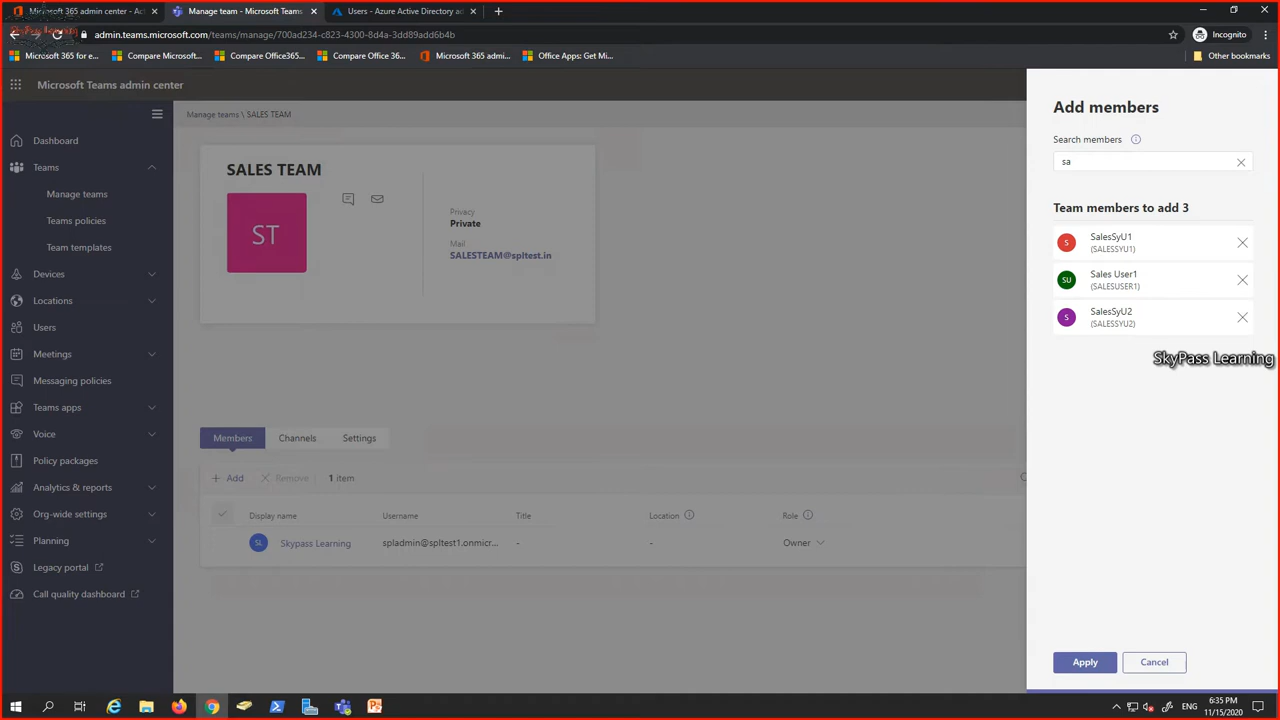 Microsoft 365 admin center - Act
Manage team - Microsoft Teams
Users - Azure Active Directory ad
SkyPass Learning
admin.teams.microsoft.com/teams/manage/700ad234-c823-4300-8d4a-3dd89add6b4b
Incognito
Microsoft 365 for e...
Compare Microsoft...
Compare Office365...
Compare Office 36...
Microsoft 365 admi...
Office Apps: Get Mi...
Other bookmarks
Microsoft Teams admin center
Dashboard
Teams
Manage teams
Teams policies
Team templates
Devices
Locations
Users
Meetings
Messaging policies
Teams apps
Voice
Policy packages
Analytics & reports
Org-wide settings
Planning
Legacy portal
Call quality dashboard
Manage teams \ SALES TEAM
SALES TEAM
ST
Privacy
Private
Mail
SALESTEAM@spltest.in
Members
Channels
Settings
Add
Remove
1 item
Display name
Username
Title
Location
Role
SL
Skypass Learning
spladmin@spltest1.onmicr...
-
-
Owner
Add members
Search members
sa
Team members to add 3
S
SalesSyU1
(SALESSYU1)
SU
Sales User1
(SALESUSER1)
S
SalesSyU2
(SALESSYU2)
SkyPass Learning
Apply
Cancel
ENG
6:35 PM
11/15/2020